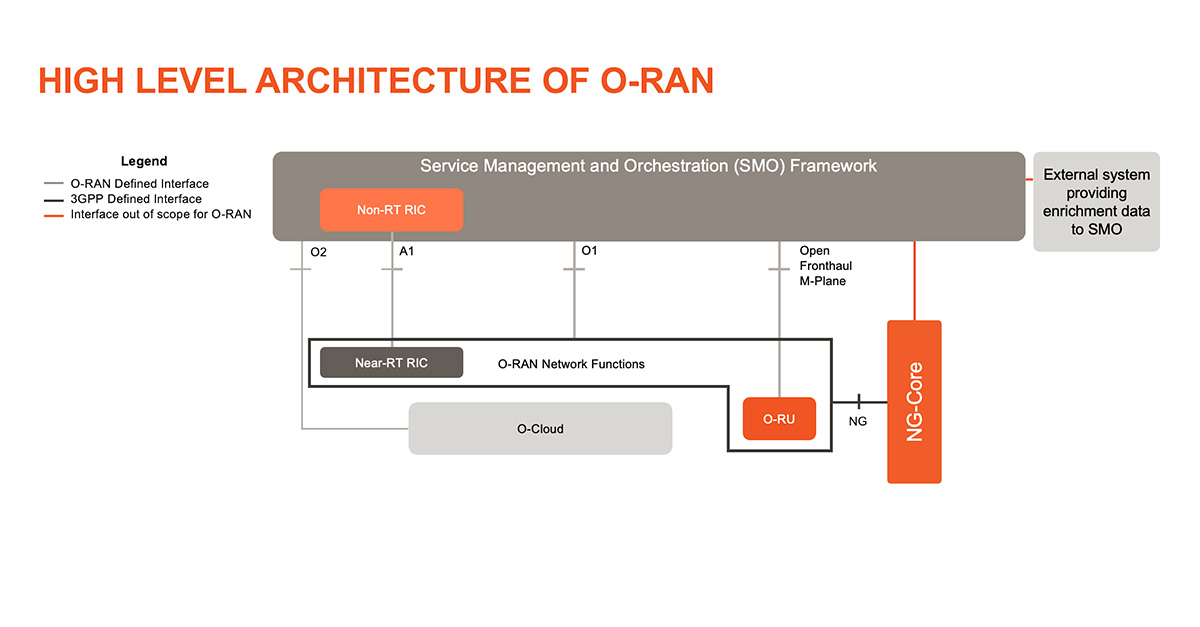 HIGH LEVEL ARCHITECTURE OF O-RAN
Legend
O-RAN Defined Interface
3GPP Defined Interface
Interface out of scope for O-RAN
Service Management and Orchestration (SMO) Framework
Non-RT RIC
External system
providing
enrichment data
to SMO
O2
A1
O1
Open
Fronthaul
M-Plane
Near-RT RIC
O-RAN Network Functions
O-RU
O-Cloud
NG
NG-Core